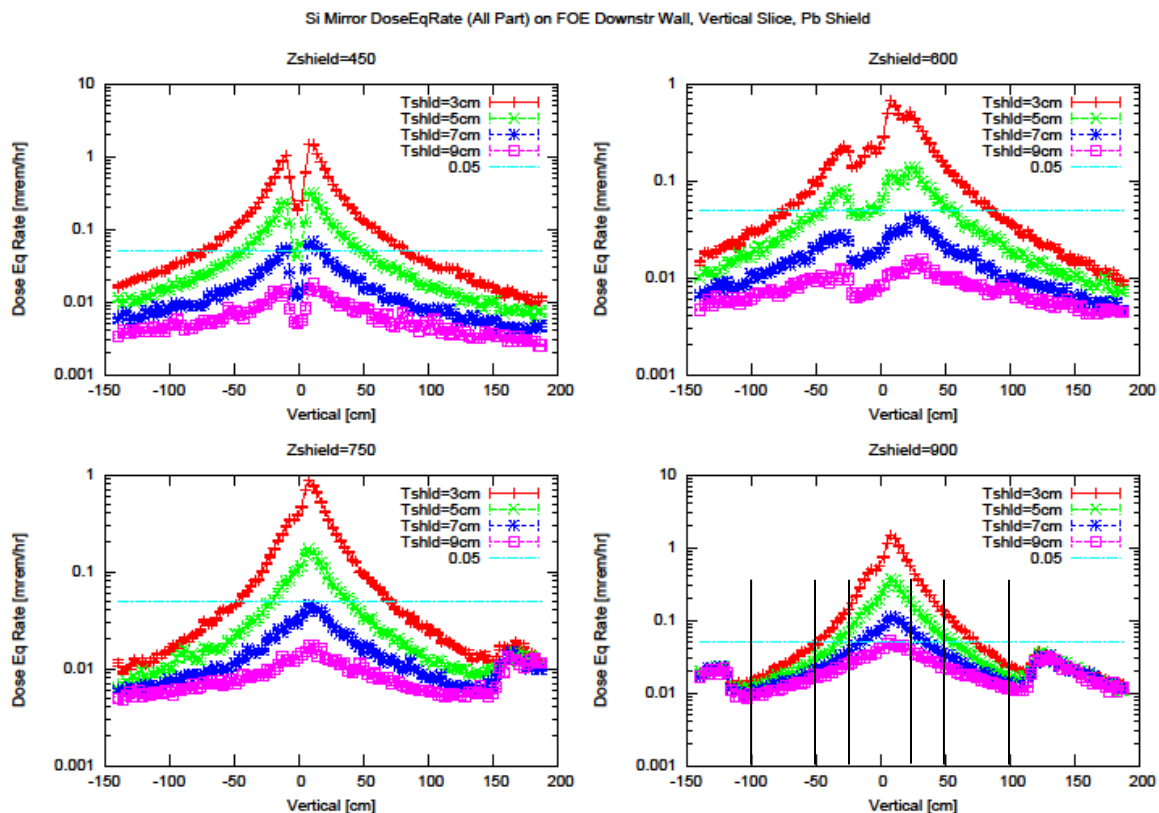 Si Mirror DoseEqRate (All Part) on FOE Downstr Wall, Vertical Slice, Pb Shield
Zshield=450
10
1
0.1
0.01
0.001
Dose Eq Rate [mrem/hr]
Tshld=3cm
Tshld=5cm
Tshld=7cm
Tshld=9cm
0.05
-150 -100 -50 0 50 100 150 200
Vertical [cm]
Zshield=600
1
0.1
0.01
0.001
Dose Eq Rate [mrem/hr]
Tshld=3cm
Tshld=5cm
Tshld=7cm
Tshld=9cm
0.05
-150 -100 -50 0 50 100 150 200
Vertical [cm]
Zshield=750
1
0.1
0.01
0.001
Dose Eq Rate [mrem/hr]
Tshld=3cm
Tshld=5cm
Tshld=7cm
Tshld=9cm
0.05
-150 -100 -50 0 50 100 150 200
Vertical [cm]
Zshield=900
10
1
0.1
0.01
0.001
Dose Eq Rate [mrem/hr]
Tshld=3cm
Tshld=5cm
Tshld=7cm
Tshld=9cm
0.05
-150 -100 -50 0 50 100 150 200
Vertical [cm]